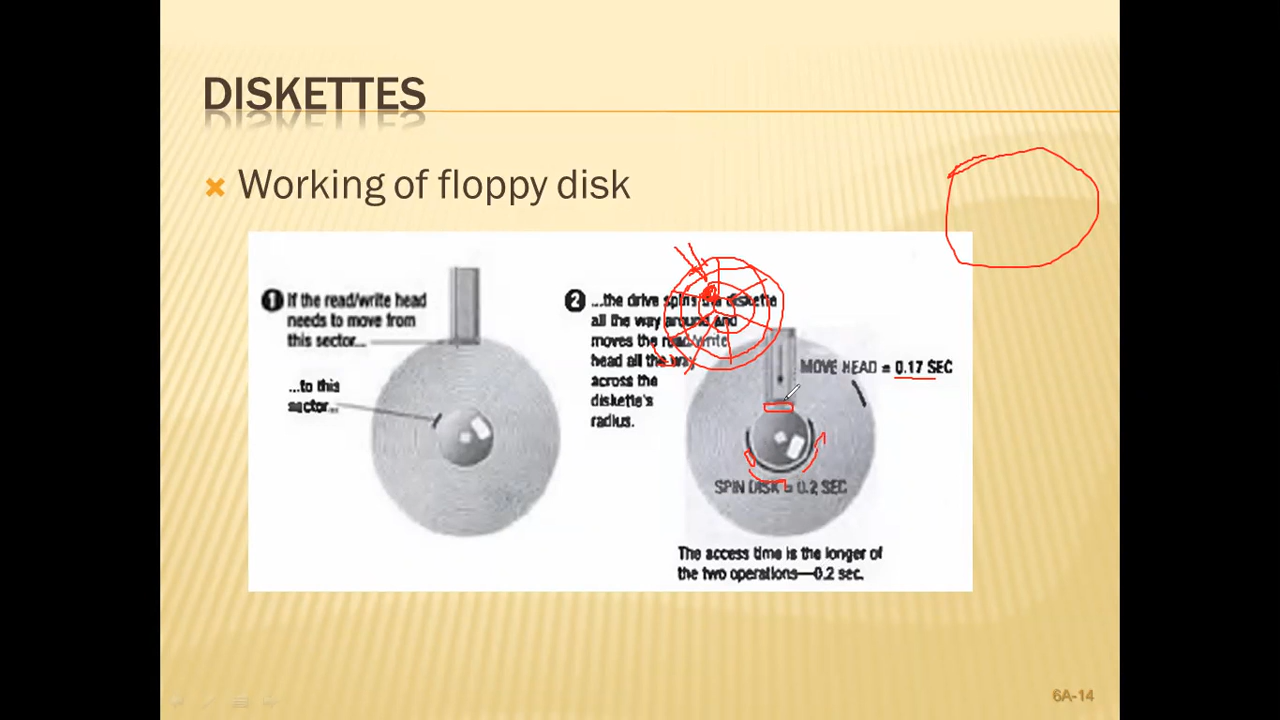 DISKETTES
Working of floppy disk
1 If the read/write head
needs to move from
this sector...
...to this
sector...
2 ...the drive spins the diskette
all the way around and
moves the read/write
head all the way
across the
diskette's
radius.
MOVE HEAD = 0.17 SEC
SPIN DISK = 0.2 SEC
The access time is the longer of
the two operations—0.2 sec.
6A-14